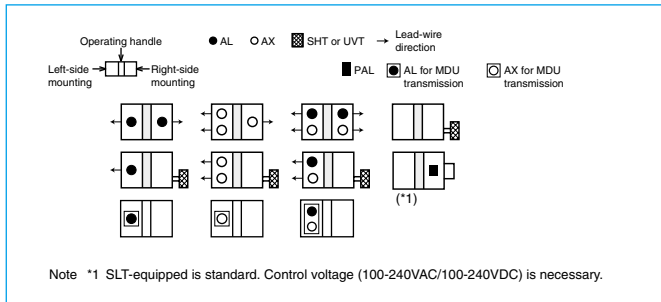 Operating handle
Left-side mounting
Right-side mounting
AL
AX
SHT or UVT
Lead-wire direction
PAL
AL for MDU transmission
AX for MDU transmission
(*1)
Note *1 SLT-equipped is standard. Control voltage (100-240VAC/100-240VDC) is necessary.